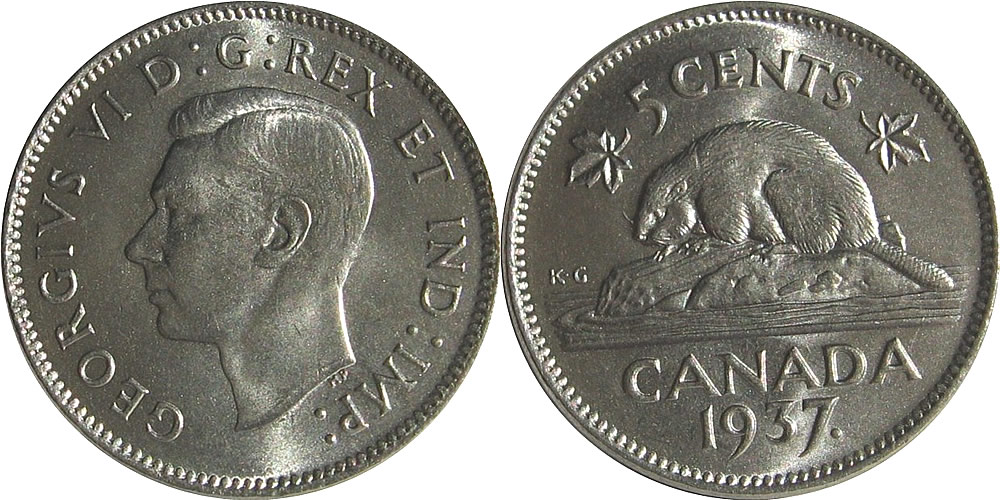 GEORGIVS VI D:G:REX ET IND:IMP:
HP
5 CENTS
K·G
CANADA
1937.